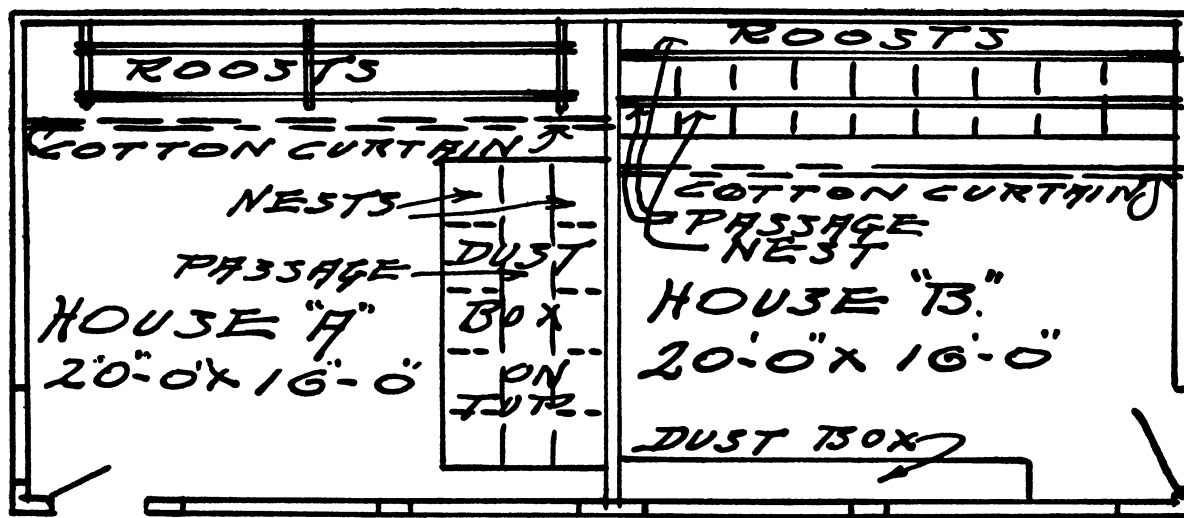 ROOSTS
COTTON CURTAIN
NESTS
PASSAGE
DUST
BOX
ON
TOP
HOUSE "A"
20'-0" X 16'-0"
ROOSTS
COTTON CURTAIN
PASSAGE
NEST
HOUSE "B."
20'-0" X 16'-0"
DUST BOX